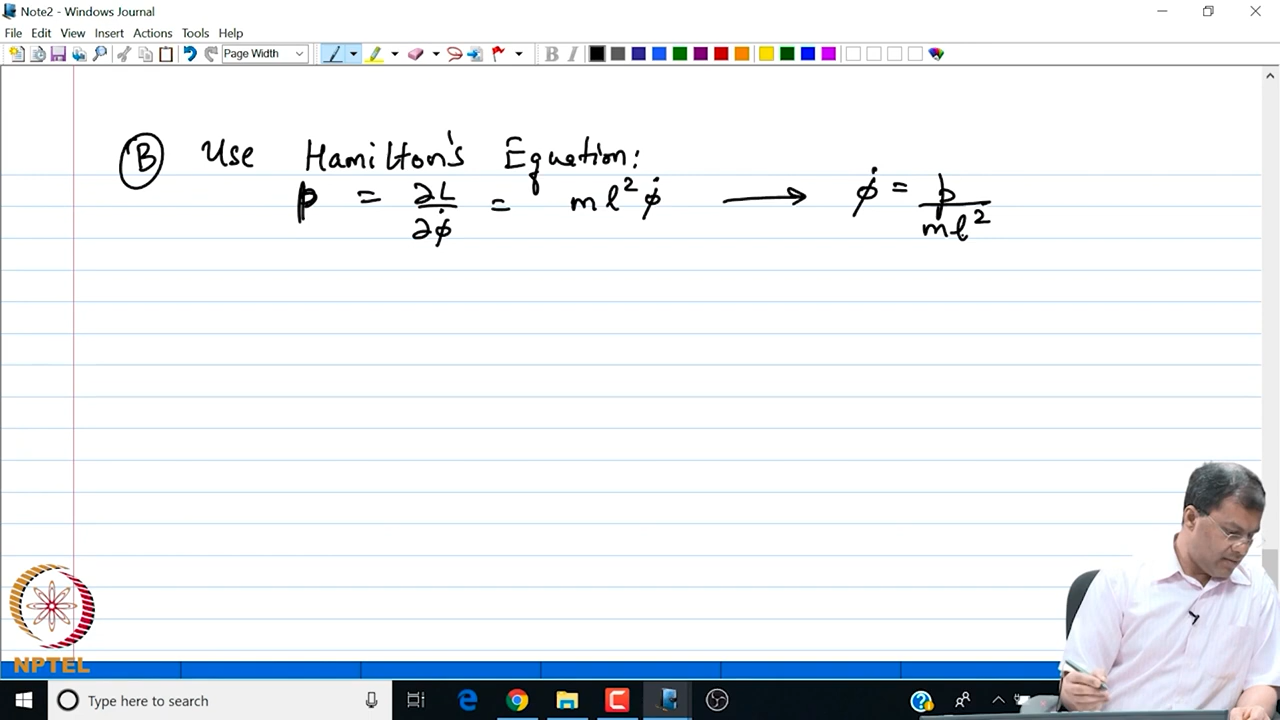 Note2 - Windows Journal
File Edit View Insert Actions Tools Help
Page Width B I
Ⓑ Use Hamilton's Equation:
p = ∂L/∂φ̇ = ml²φ̇ ⟶ φ̇ = p/ml²
NPTEL
Type here to search